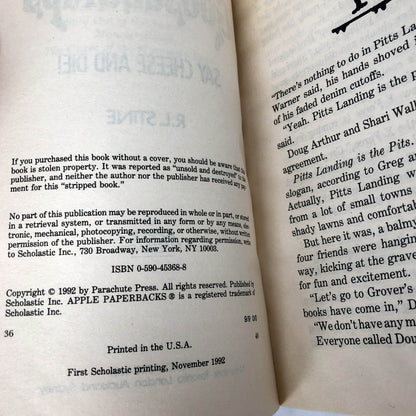 SAY CHEESE AND DIE!
R.L. STINE
If you purchased this book without a cover, you should be aware that this
book is stolen property. It was reported as "unsold and destroyed" to the
publisher, and neither the author nor the publisher has received any pay-
ment for this "stripped book."
No part of this publication may be reproduced in whole or in part, or stored
in a retrieval system, or transmitted in any form or by any means, elec-
tronic, mechanical, photocopying, recording, or otherwise, without written
permission of the publisher. For information regarding permission, write
to Scholastic Inc., 730 Broadway, New York, NY 10003.
ISBN 0-590-45368-8
Copyright © 1992 by Parachute Press. All rights reserved. Published by
Scholastic Inc. APPLE PAPERBACKS ® is a registered trademark of
Scholastic Inc.
36
Printed in the U.S.A.
First Scholastic printing, November 1992
"There's nothing to do in Pitts Lan
Warner said, his hands shoved i
of his faded denim cutoffs.
"Yeah. Pitts Landing is the
said.
Doug Arthur and Shari Wal
agreement.
Pitts Landing is the Pits.
slogan, according to Greg a
Actually, Pitts Landing w
from a lot of small towns
shady lawns and comforta
But here it was, a balmy
four friends were hangin
way, kicking at the grave
for fun and excitement.
"Let's go to Grover's
books have come in," D
"We don't have any m
Everyone called Dou